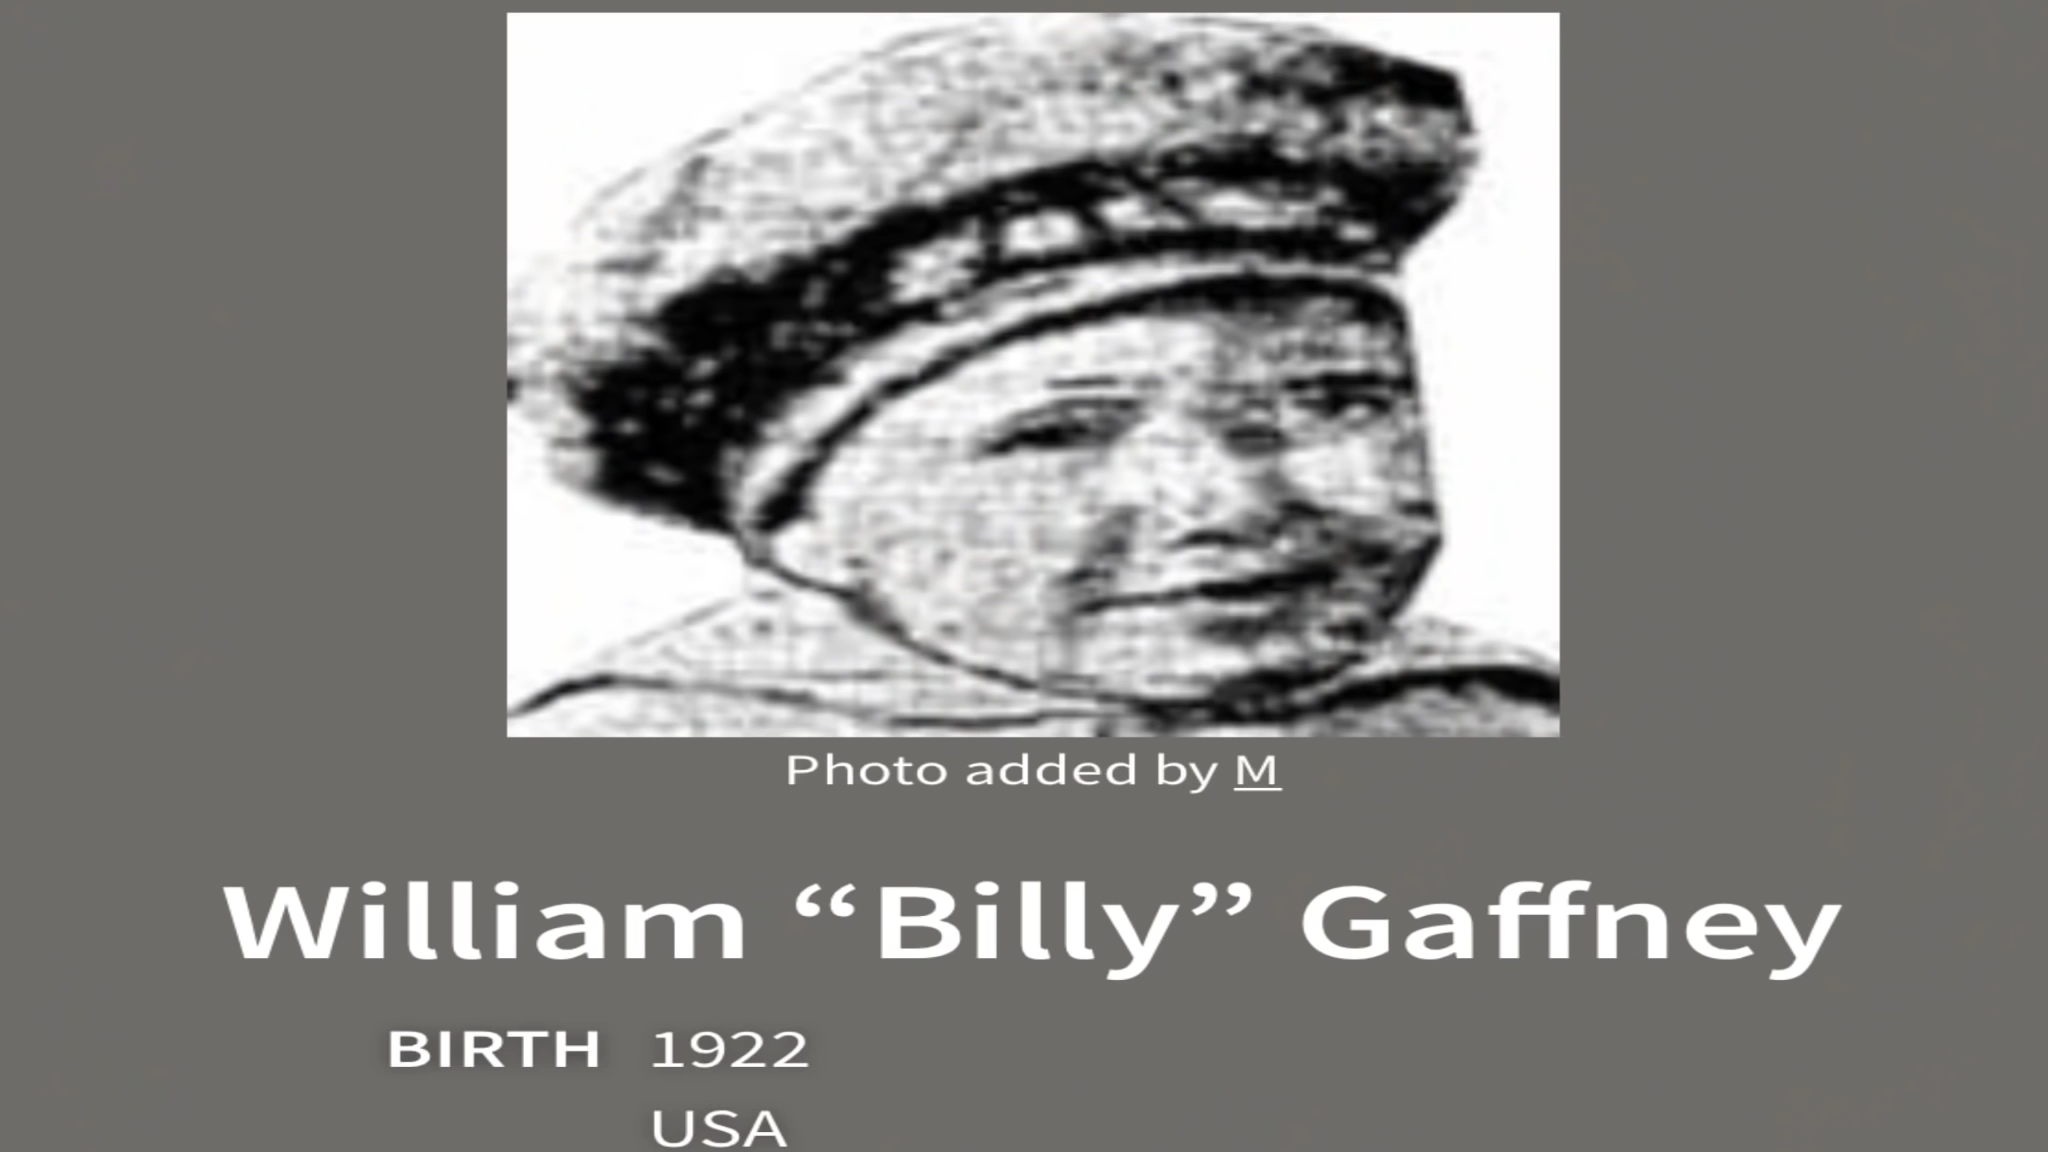 Photo added by M
William “Billy” Gaffney
BIRTH 1922
USA